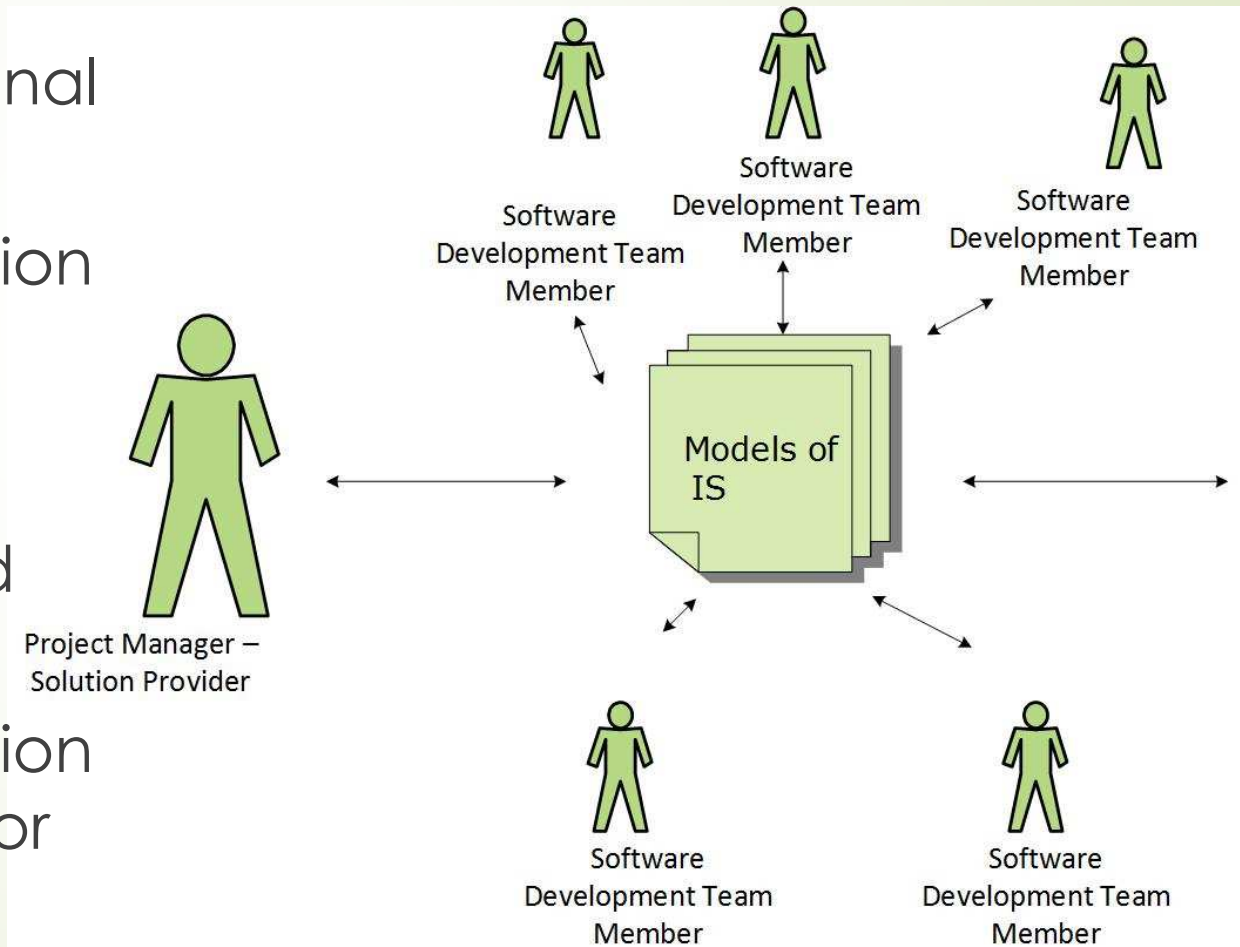 nal
ion
d
ion
or
Software
Development Team
Member
Software
Development Team
Member
Software
Development Team
Member
Project Manager –
Solution Provider
Models of
IS
Software
Development Team
Member
Software
Development Team
Member